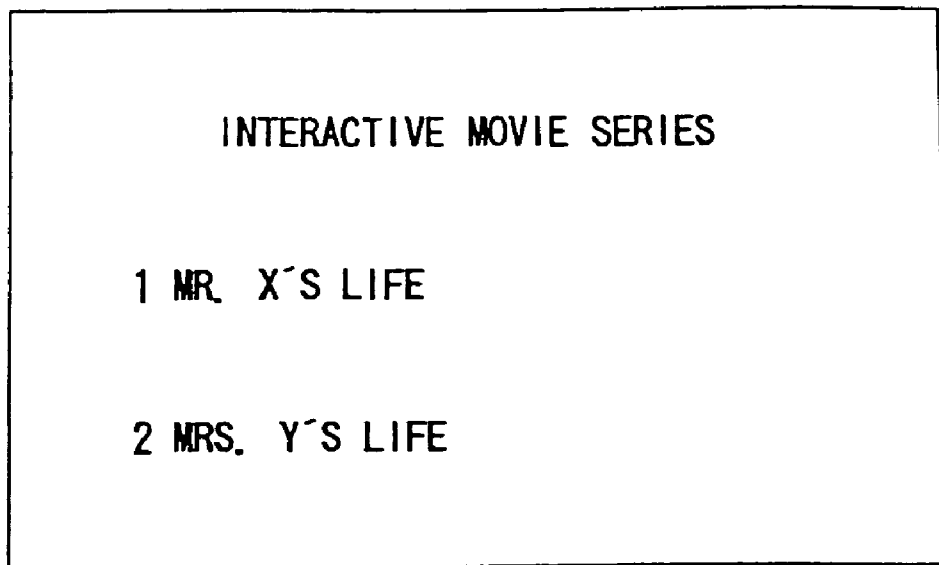 INTERACTIVE MOVIE SERIES
1 MR. X´S LIFE
2 MRS. Y´S LIFE